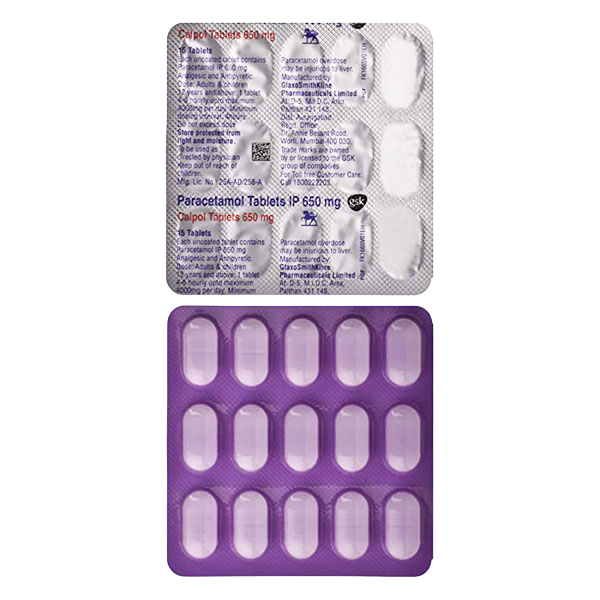 Calpol Tablets 650 mg
15 Tablets
Each uncoated tablet contains
Paracetamol IP 650 mg
Analgesic and Antipyretic.
Dose: Adults & children
12 years and above: 1 tablet
4-6 hourly upto maximum
4000mg per day. Minimum
dosing interval: 4hours
Do not exceed dose
Store protected from
light and moisture.
To be used as
directed by physician
Keep out of reach of
children.
Mfg. Lic. No.: 26A-AD/258-A
Paracetamol overdose
may be injurious to liver.
Manufactured by:
GlaxoSmithKline
Pharmaceuticals Limited
At: D-5, M.I.D.C. Area,
Paithan 431 148,
Dist. Aurangabad.
Regd. Office:
Dr. Annie Besant Road,
Worli, Mumbai 400 030.
Trade marks are owned
by or licensed to the GSK
group of companies
For Toll free Customer Care:
Call 1800222203
Paracetamol Tablets IP 650 mg gsk
Calpol Tablets 650 mg
15 Tablets
Each uncoated tablet contains
Paracetamol IP 650 mg
Analgesic and Antipyretic.
Dose: Adults & children
12 years and above: 1 tablet
4-6 hourly upto maximum
4000mg per day. Minimum
Paracetamol overdose
may be injurious to liver.
Manufactured by:
GlaxoSmithKline
Pharmaceuticals Limited
At: D-5, M.I.D.C. Area,
Paithan 431 148,